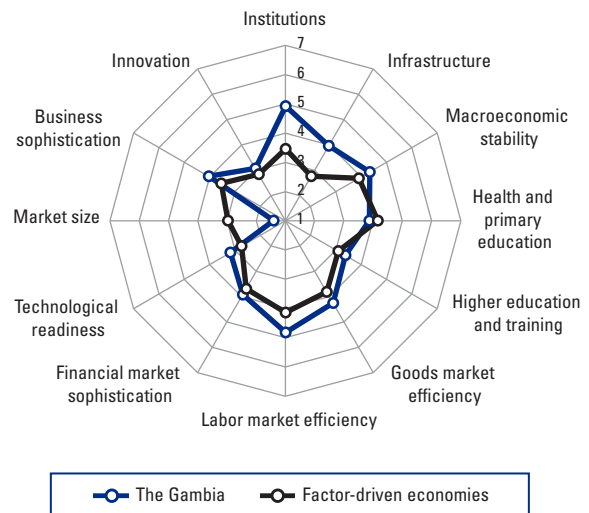 Institutions
7
6
5
4
3
2
1
Infrastructure
Macroeconomic
stability
Health and
primary
education
Higher education
and training
Goods market
efficiency
Labor market efficiency
Financial market
sophistication
Technological
readiness
Market size
Business
sophistication
Innovation
The Gambia
Factor-driven economies